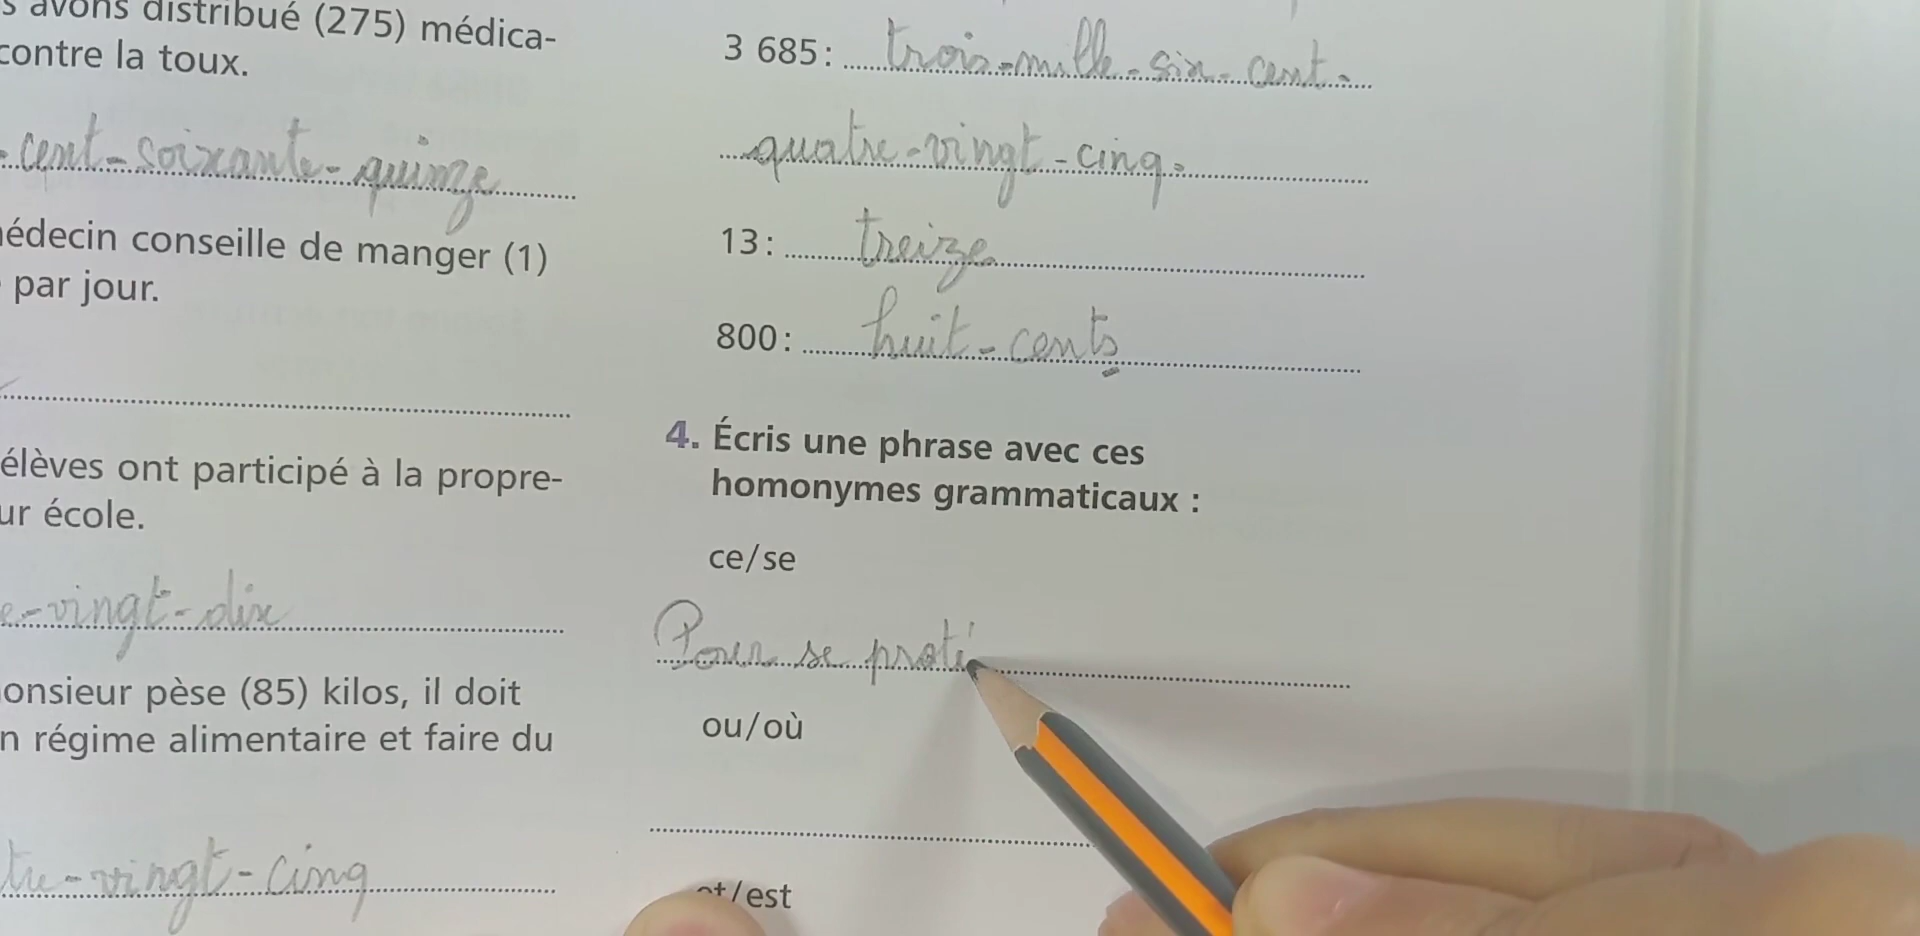 s avons distribué (275) médica-
contre la toux.
- cent-soixante-quinze
édecin conseille de manger (1)
par jour.
élèves ont participé à la propre-
ur école.
e-vingt-dix
onsieur pèse (85) kilos, il doit
n régime alimentaire et faire du
tre-vingt-cinq
3 685 : trois-mille-six-cent-
quatre-vingt-cinq.
13 : treize
800 : huit-cents
4. Écris une phrase avec ces
homonymes grammaticaux :
ce/se
Pour se proté
ou/où
et/est